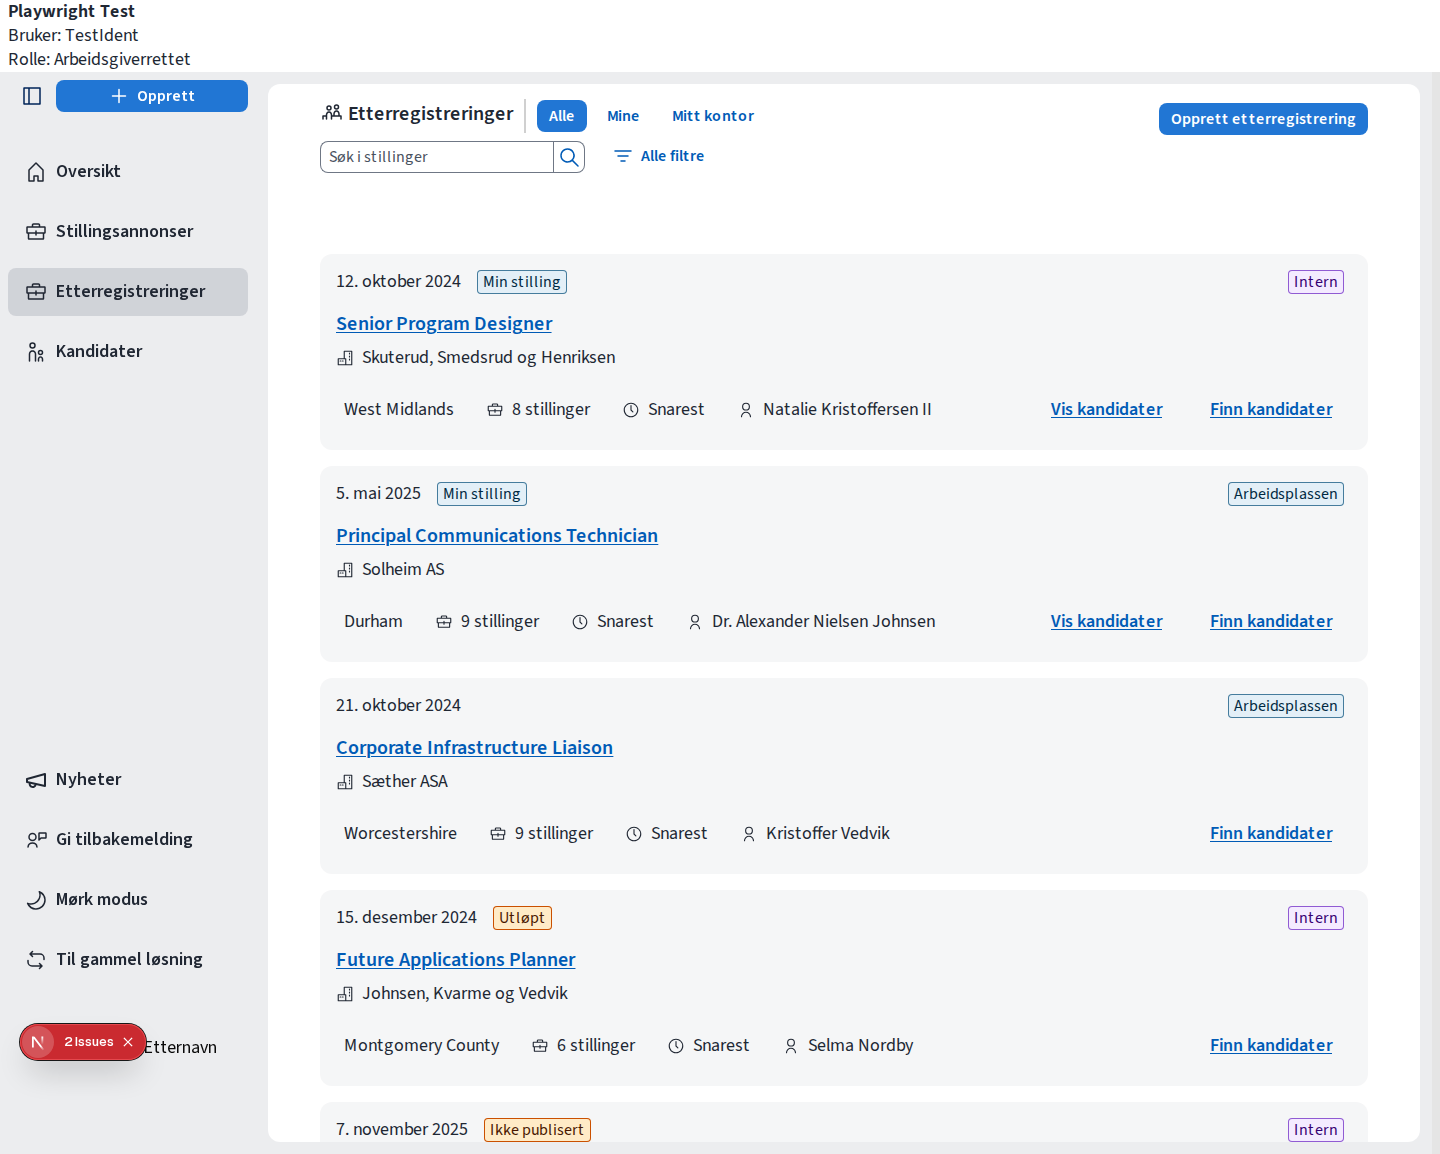 Playwright Test
Bruker: TestIdent
Rolle: Arbeidsgiverrettet
Opprett
Oversikt
Stillingsannonser
Etterregistreringer
Kandidater
Nyheter
Gi tilbakemelding
Mørk modus
Til gammel løsning
2 Issues
Etternavn
Etterregistreringer
Alle
Mine
Mitt kontor
Opprett etterregistrering
Søk i stillinger
Alle filtre
12. oktober 2024 Min stilling Intern
Senior Program Designer
Skuterud, Smedsrud og Henriksen
West Midlands 8 stillinger Snarest Natalie Kristoffersen II Vis kandidater Finn kandidater
5. mai 2025 Min stilling Arbeidsplassen
Principal Communications Technician
Solheim AS
Durham 9 stillinger Snarest Dr. Alexander Nielsen Johnsen Vis kandidater Finn kandidater
21. oktober 2024 Arbeidsplassen
Corporate Infrastructure Liaison
Sæther ASA
Worcestershire 9 stillinger Snarest Kristoffer Vedvik Finn kandidater
15. desember 2024 Utløpt Intern
Future Applications Planner
Johnsen, Kvarme og Vedvik
Montgomery County 6 stillinger Snarest Selma Nordby Finn kandidater
7. november 2025 Ikke publisert Intern